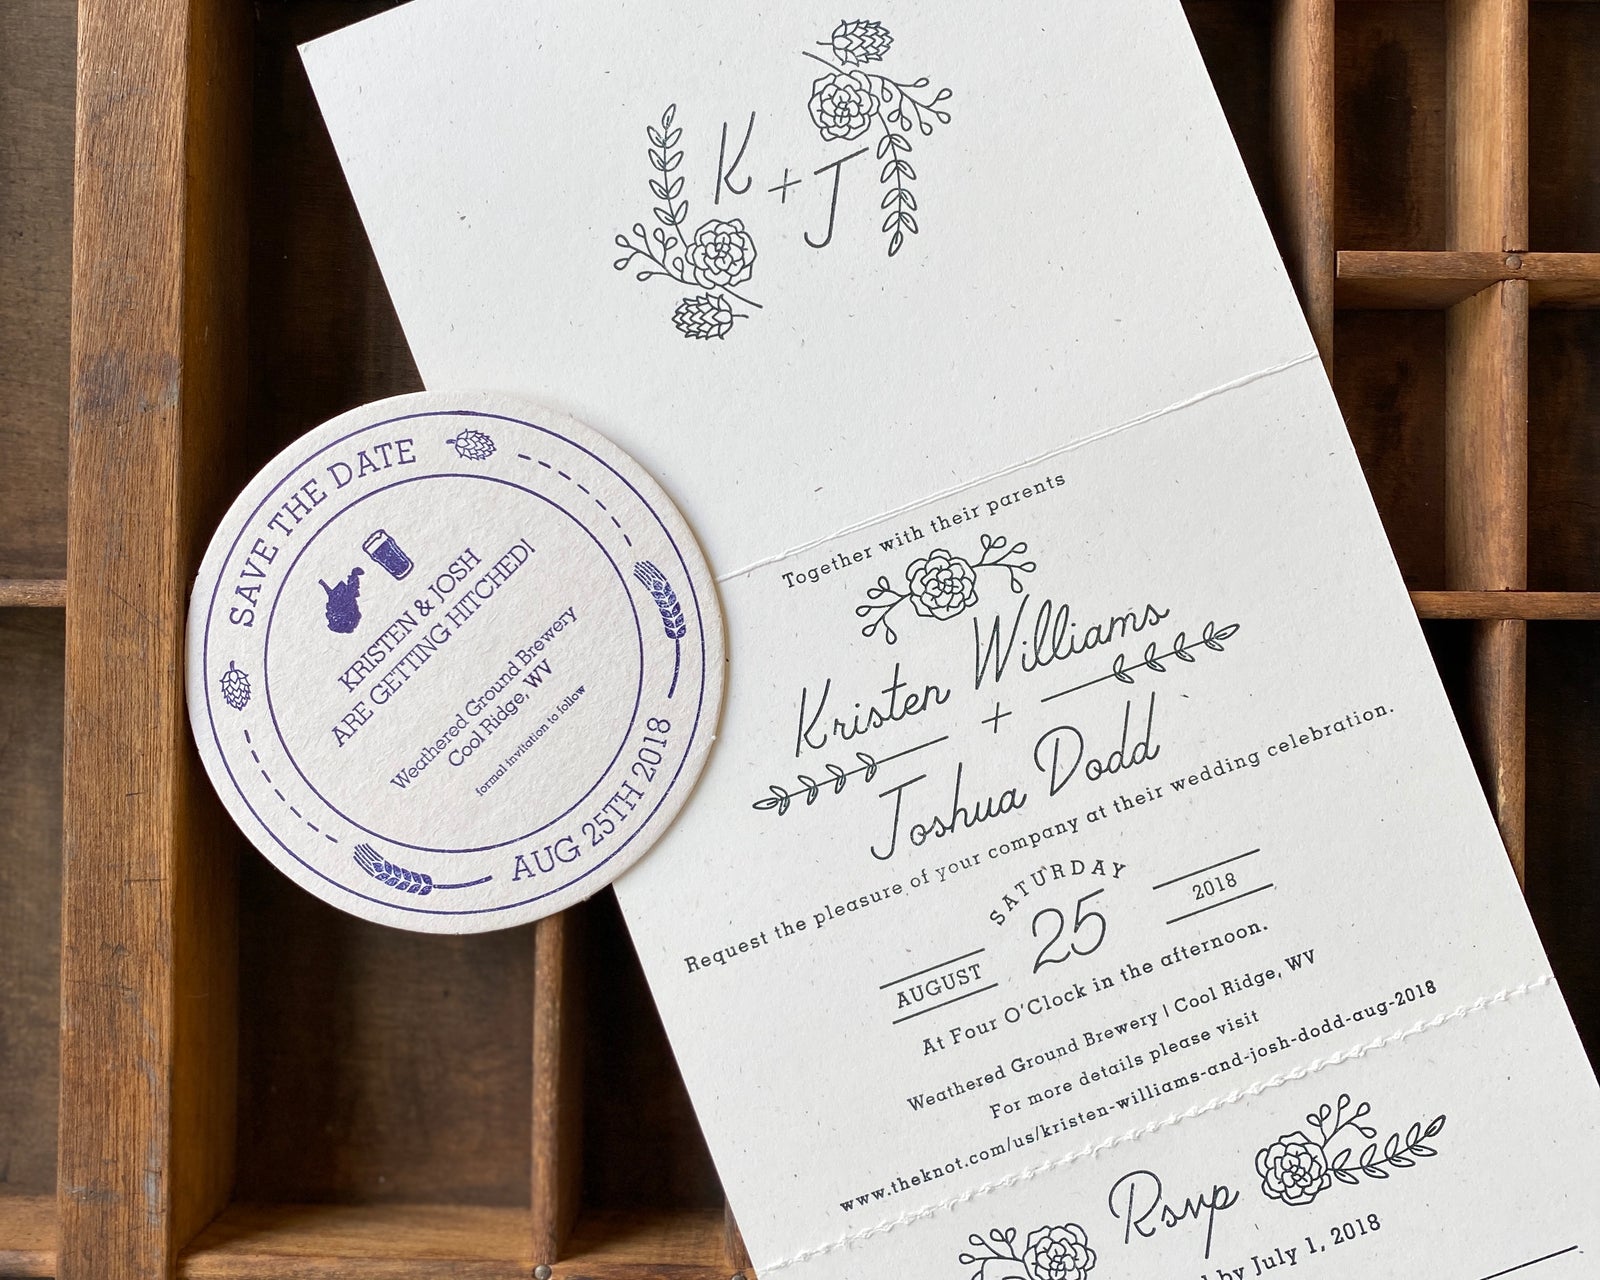 K + J
SAVE THE DATE
KRISTEN & JOSH
ARE GETTING HITCHED!
Weathered Ground Brewery
Cool Ridge, WV
formal invitation to follow
AUG 25TH 2018
Together with their parents
Kristen Williams
+
Joshua Dodd
Request the pleasure of your company at their wedding celebration.
SATURDAY
AUGUST 25 2018
At Four O'Clock in the afternoon.
Weathered Ground Brewery | Cool Ridge, WV
For more details please visit
www.theknot.com/us/kristen-williams-and-josh-dodd-aug-2018
Rsvp
by July 1, 2018